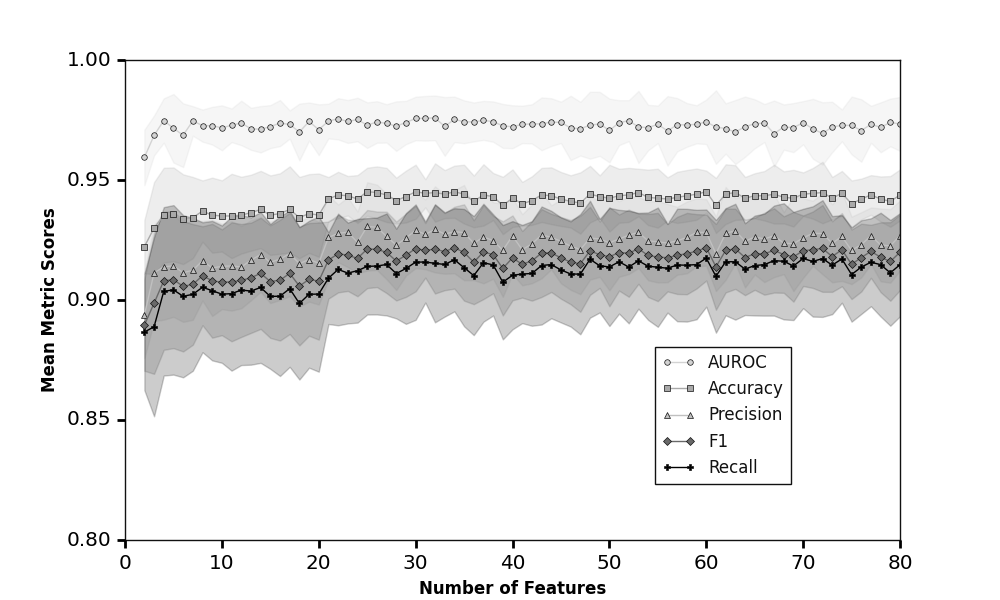 1.00
0.95
0.90
0.85
0.80
Mean Metric Scores
AUROC
Accuracy
Precision
F1
Recall
0 10 20 30 40 50 60 70 80
Number of Features